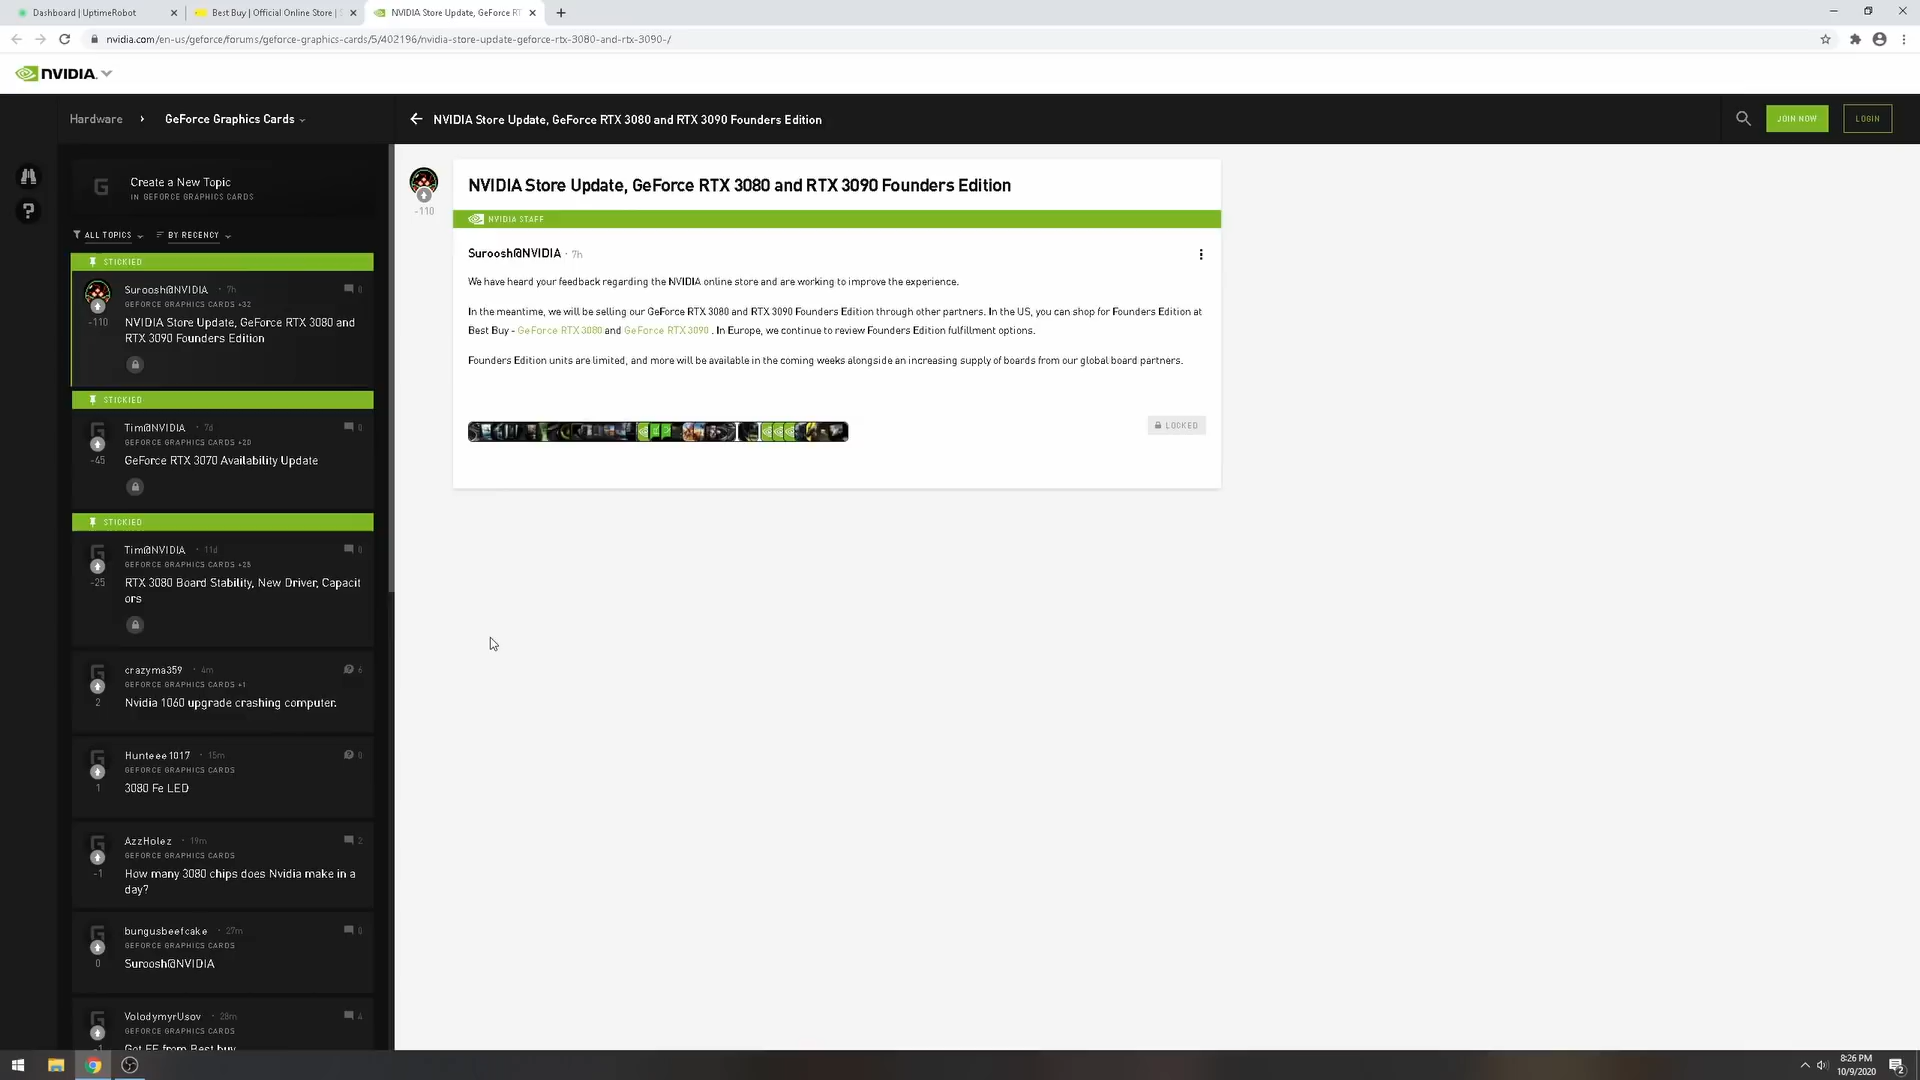 Dashboard | UptimeRobot
Best Buy | Official Online Store |
NVIDIA Store Update, GeForce RT
nvidia.com/en-us/geforce/forums/geforce-graphics-cards/5/402196/nvidia-store-update-geforce-rtx-3080-and-rtx-3090-/
NVIDIA.
Hardware
GeForce Graphics Cards
NVIDIA Store Update, GeForce RTX 3080 and RTX 3090 Founders Edition
JOIN NOW
LOGIN
Create a New Topic
IN GEFORCE GRAPHICS CARDS
ALL TOPICS
BY RECENCY
STICKIED
Suroosh@NVIDIA · 7h
0
GEFORCE GRAPHICS CARDS +32
-110
NVIDIA Store Update, GeForce RTX 3080 and
RTX 3090 Founders Edition
STICKIED
Tim@NVIDIA · 7d
0
GEFORCE GRAPHICS CARDS +20
-45
GeForce RTX 3070 Availability Update
STICKIED
Tim@NVIDIA · 11d
0
GEFORCE GRAPHICS CARDS +25
-25
RTX 3080 Board Stability, New Driver, Capacit
ors
crazyma359 · 4m
6
GEFORCE GRAPHICS CARDS +1
2
Nvidia 1060 upgrade crashing computer.
Hunteee1017 · 15m
0
GEFORCE GRAPHICS CARDS
1
3080 Fe LED
AzzHolez · 19m
2
GEFORCE GRAPHICS CARDS
-1
How many 3080 chips does Nvidia make in a
day?
bungusbeefcake · 27m
0
GEFORCE GRAPHICS CARDS
0
Suroosh@NVIDIA
VolodymyrUsov · 28m
4
GEFORCE GRAPHICS CARDS
-1
Got FE from Best buy
-110
NVIDIA Store Update, GeForce RTX 3080 and RTX 3090 Founders Edition
NVIDIA STAFF
Suroosh@NVIDIA · 7h
We have heard your feedback regarding the NVIDIA online store and are working to improve the experience.
In the meantime, we will be selling our GeForce RTX 3080 and RTX 3090 Founders Edition through other partners. In the US, you can shop for Founders Edition at
Best Buy - GeForce RTX 3080 and GeForce RTX 3090 . In Europe, we continue to review Founders Edition fulfillment options.
Founders Edition units are limited, and more will be available in the coming weeks alongside an increasing supply of boards from our global board partners.
LOCKED
8:26 PM
10/9/2020
2